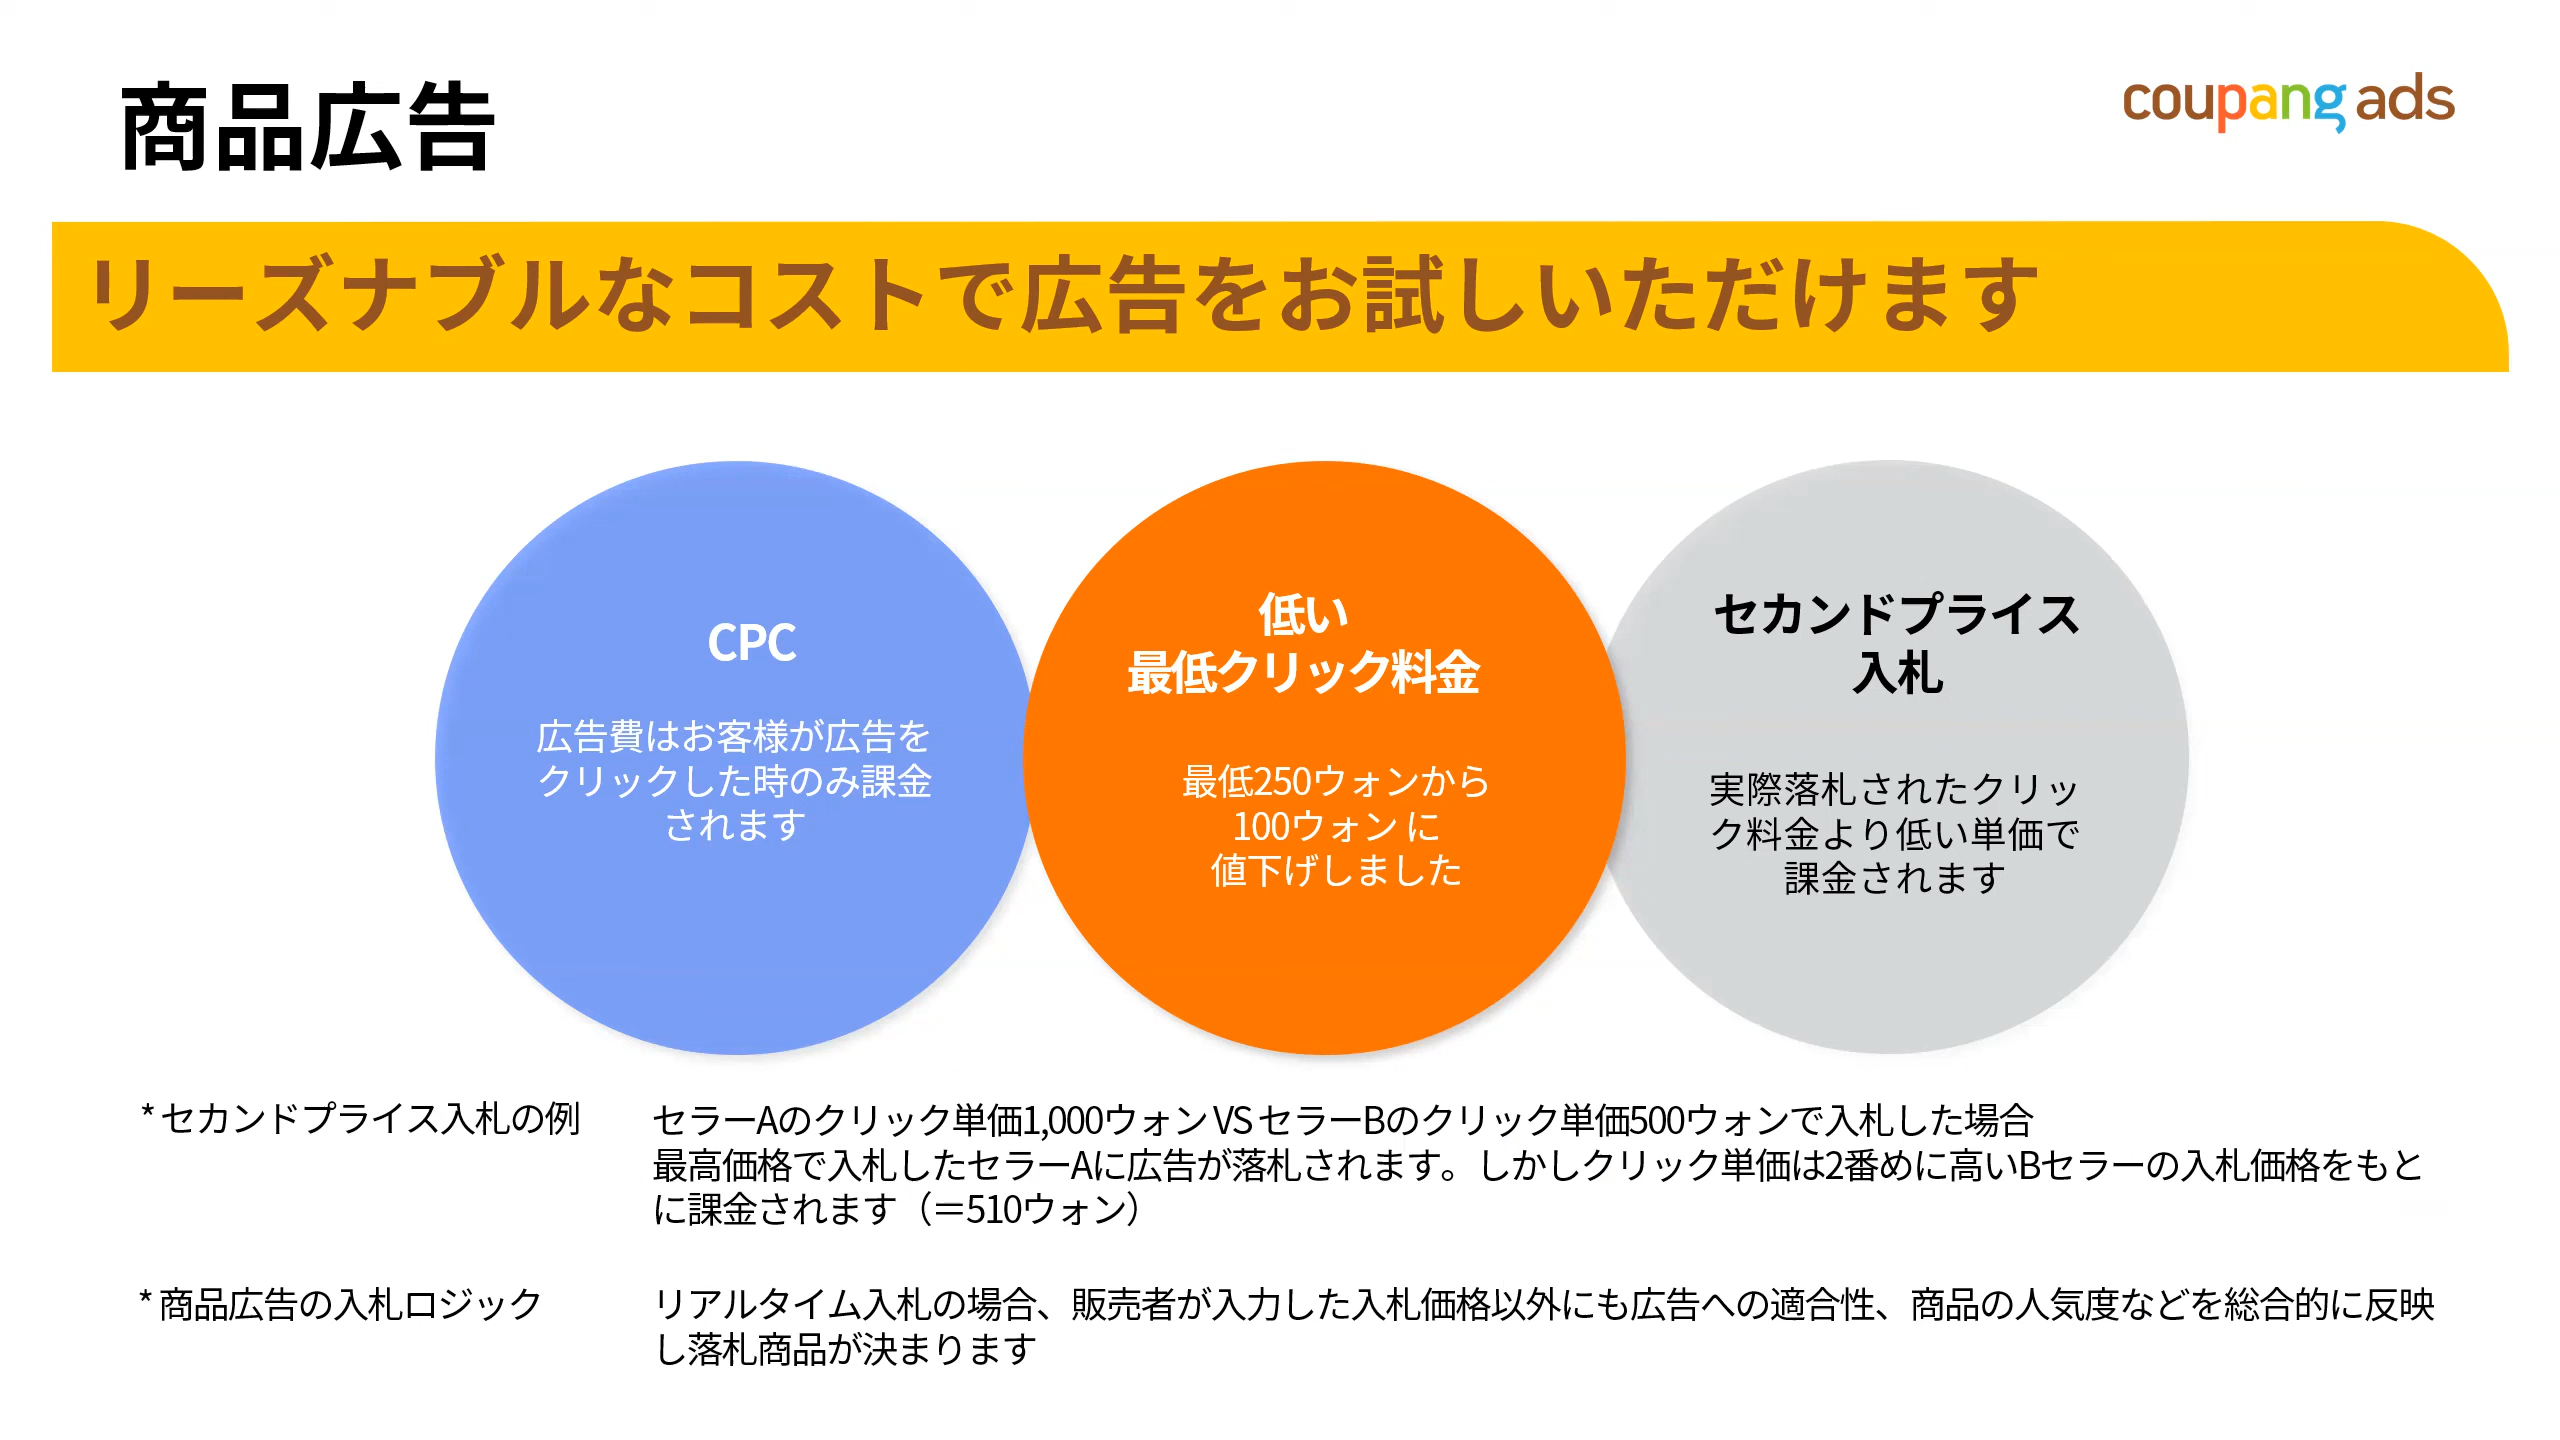 商品広告
coupang ads
リーズナブルなコストで広告をお試しいただけます
CPC
広告費はお客様が広告を
クリックした時のみ課金
されます
低い
最低クリック料金
最低250ウォンから
100ウォン に
値下げしました
セカンドプライス
入札
実際落札されたクリッ
ク料金より低い単価で
課金されます
* セカンドプライス入札の例
セラーAのクリック単価1,000ウォン VS セラーBのクリック単価500ウォンで入札した場合
最高価格で入札したセラーAに広告が落札されます。しかしクリック単価は2番めに高いBセラーの入札価格をもと
に課金されます（＝510ウォン）
* 商品広告の入札ロジック
リアルタイム入札の場合、販売者が入力した入札価格以外にも広告への適合性、商品の人気度などを総合的に反映
し落札商品が決まります